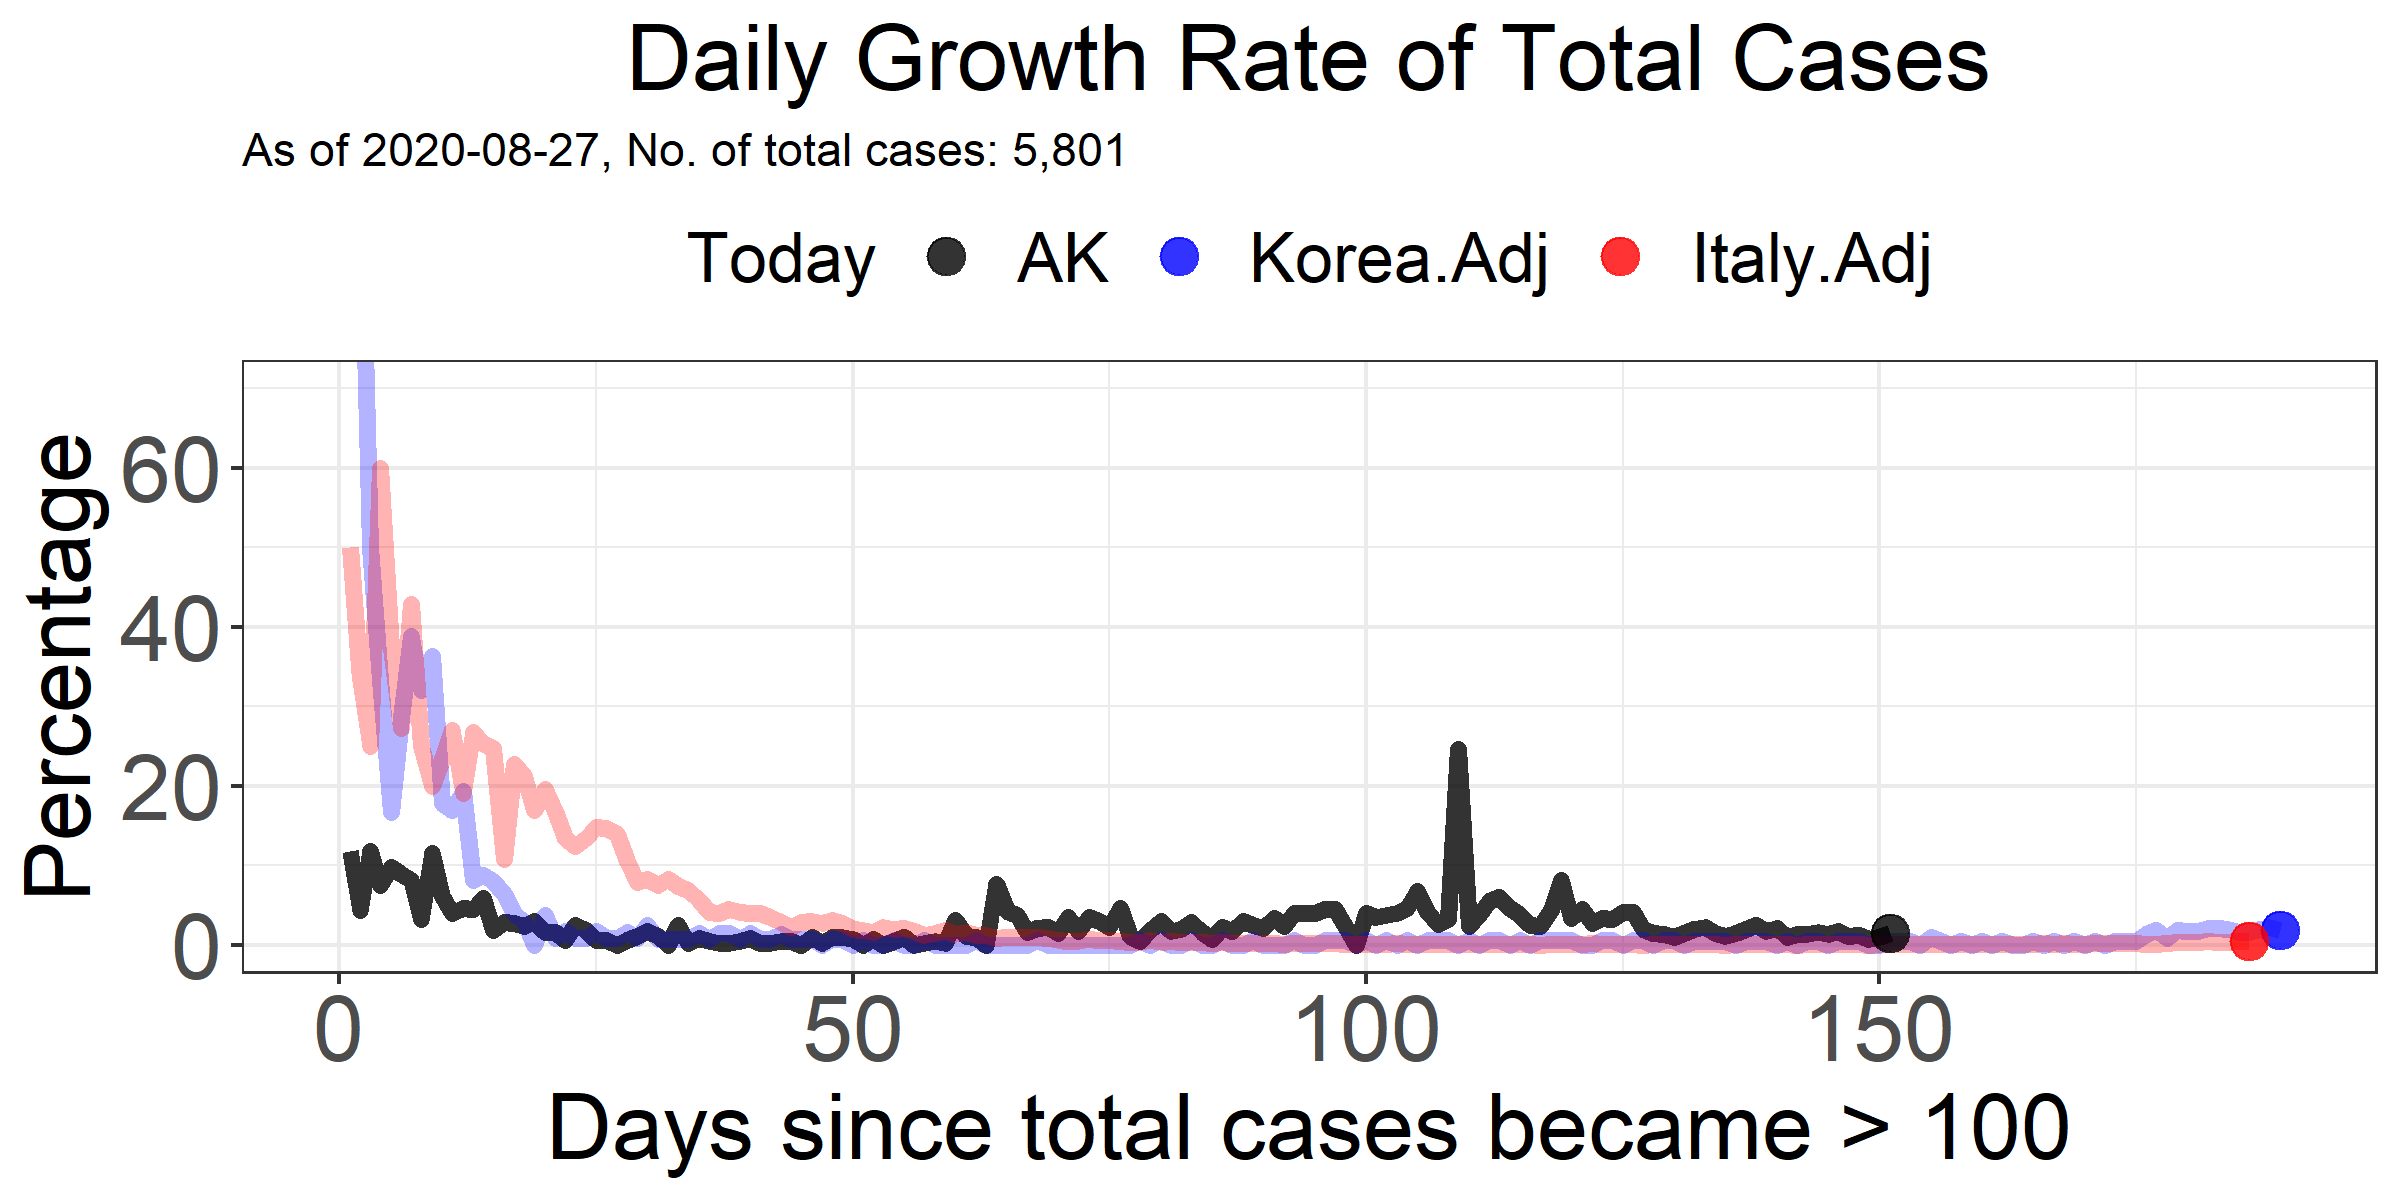 Daily Growth Rate of Total Cases
As of 2020-08-27, No. of total cases: 5,801
Today AK Korea.Adj Italy.Adj
Percentage
60
40
20
0
0 50 100 150
Days since total cases became > 100